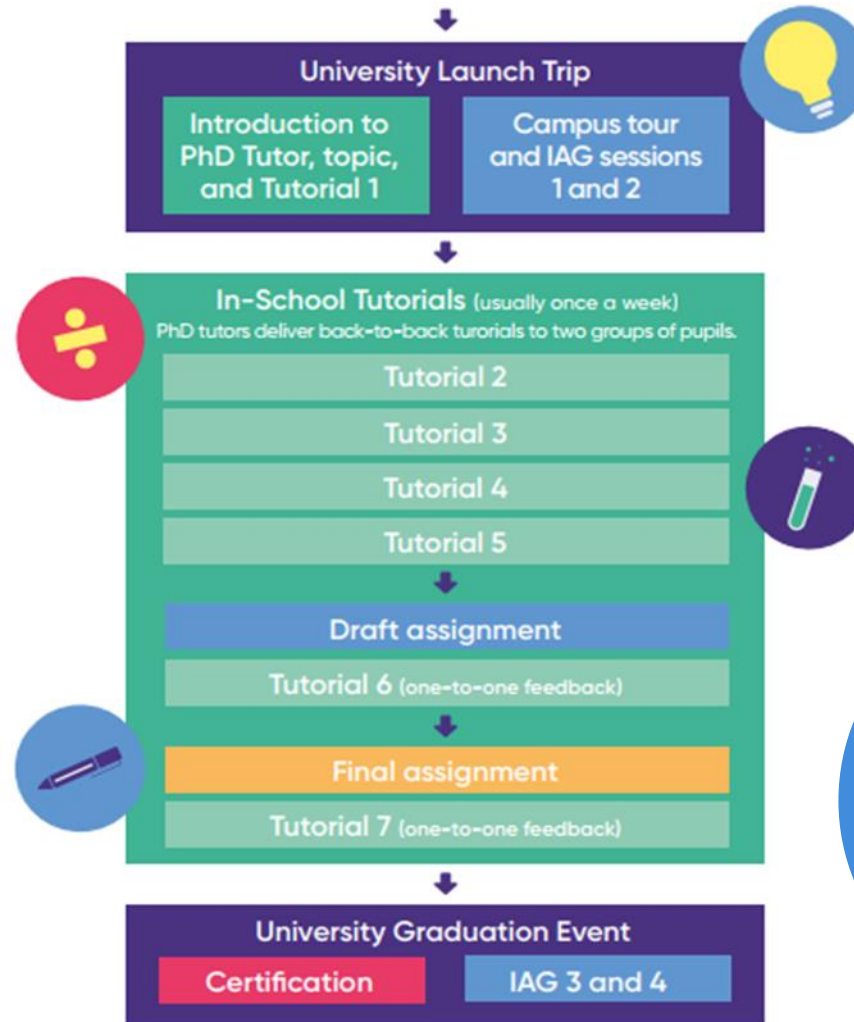 University Launch Trip
Introduction to
PhD Tutor, topic,
and Tutorial 1
Campus tour
and IAG sessions
1 and 2
In-School Tutorials (usually once a week)
PhD tutors deliver back-to-back turorials to two groups of pupils.
Tutorial 2
Tutorial 3
Tutorial 4
Tutorial 5
Draft assignment
Tutorial 6 (one-to-one feedback)
Final assignment
Tutorial 7 (one-to-one feedback)
University Graduation Event
Certification
IAG 3 and 4